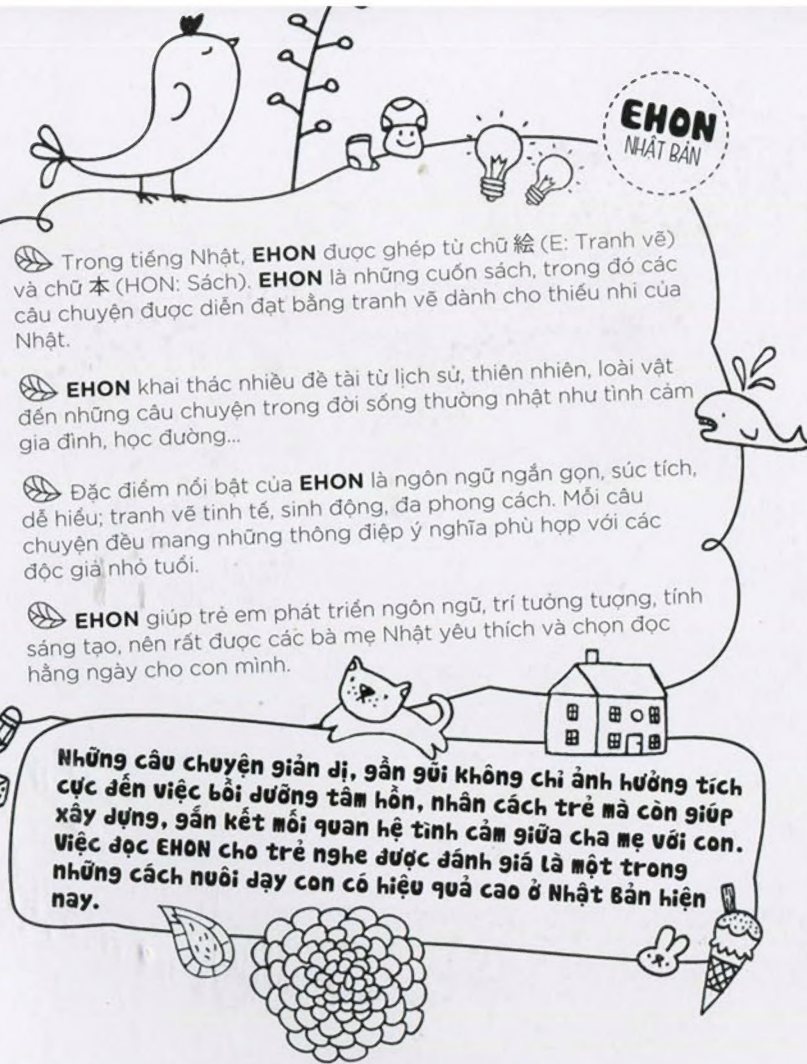 EHON
NHẬT BẢN
Trong tiếng Nhật, EHON được ghép từ chữ 絵 (E: Tranh vẽ)
và chữ 本 (HON: Sách). EHON là những cuốn sách, trong đó các
câu chuyện được diễn đạt bằng tranh vẽ dành cho thiếu nhi của
Nhật.
EHON khai thác nhiều đề tài từ lịch sử, thiên nhiên, loài vật
đến những câu chuyện trong đời sống thường nhật như tình cảm
gia đình, học đường...
Đặc điểm nổi bật của EHON là ngôn ngữ ngắn gọn, súc tích,
dễ hiểu; tranh vẽ tinh tế, sinh động, đa phong cách. Mỗi câu
chuyện đều mang những thông điệp ý nghĩa phù hợp với các
độc giả nhỏ tuổi.
EHON giúp trẻ em phát triển ngôn ngữ, trí tưởng tượng, tính
sáng tạo, nên rất được các bà mẹ Nhật yêu thích và chọn đọc
hằng ngày cho con mình.
Những câu chuyện giản dị, gần gũi không chỉ ảnh hưởng tích
cực đến việc bồi dưỡng tâm hồn, nhân cách trẻ mà còn giúp
xây dựng, gắn kết mối quan hệ tình cảm giữa cha mẹ với con.
Việc đọc EHON cho trẻ nghe được đánh giá là một trong
những cách nuôi dạy con có hiệu quả cao ở Nhật Bản hiện
nay.